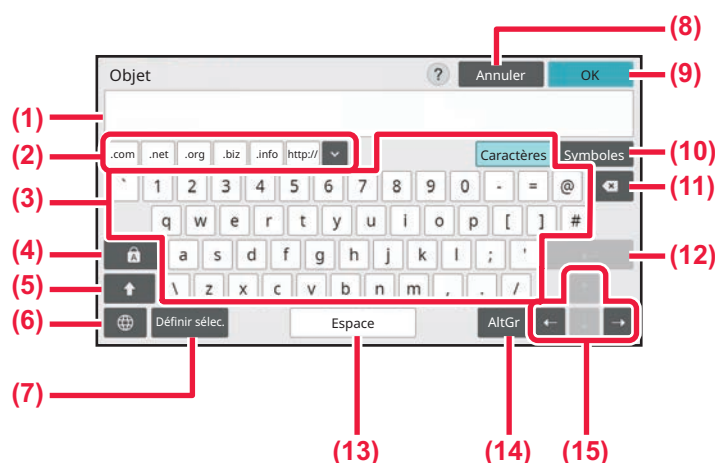 (8)
Objet ? Annuler OK (9)
(1)
(2) .com .net .org .biz .info http:// Caractères Symboles (10)
(3) ` 1 2 3 4 5 6 7 8 9 0 - = @ (11)
q w e r t y u i o p [ ] #
(4) A a s d f g h j k l ; ' (12)
(5) \ z x c v b n m , . /
(6) Définir sélec. Espace AltGr ← →
(7)
(13) (14) (15)